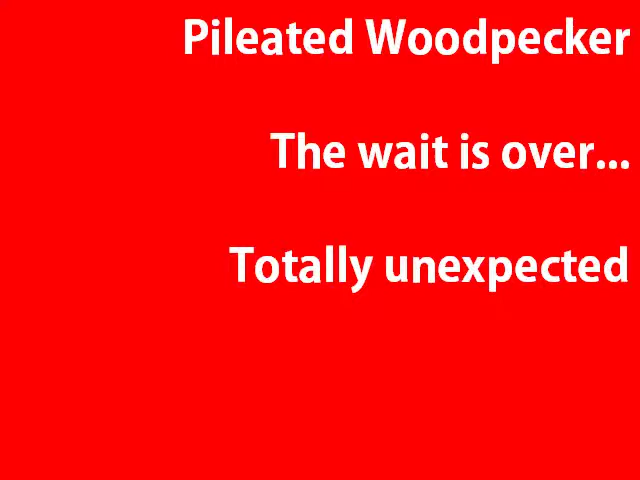 Pileated Woodpecker
The wait is over...
Totally unexpected